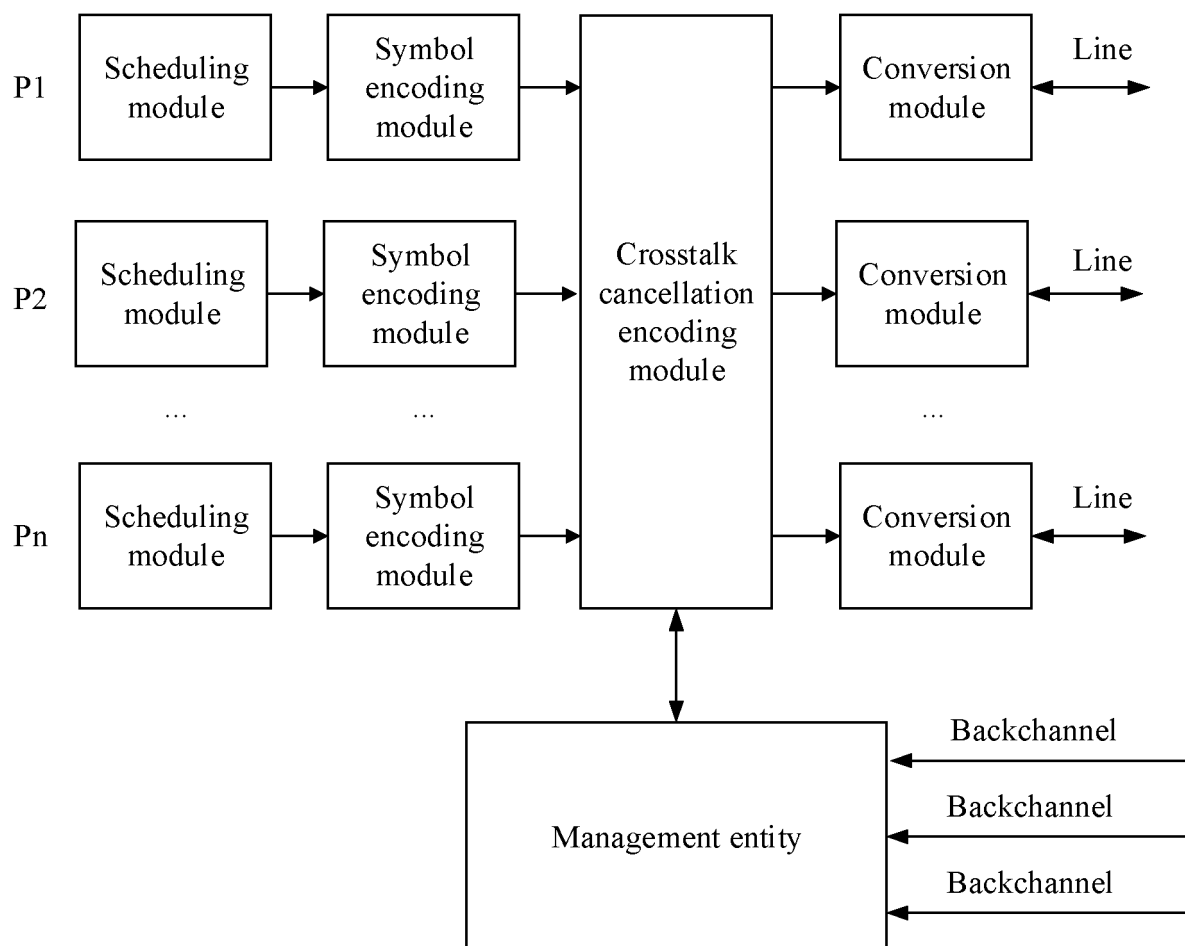 P1
Scheduling
module
Symbol
encoding
module
Conversion
module
Line
P2
Scheduling
module
Symbol
encoding
module
Crosstalk
cancellation
encoding
module
Conversion
module
Line
...
...
...
Pn
Scheduling
module
Symbol
encoding
module
Conversion
module
Line
Management entity
Backchannel
Backchannel
Backchannel